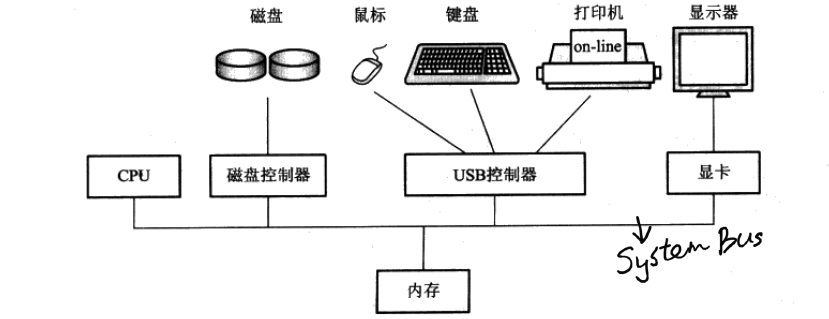 磁盘 鼠标 键盘 打印机 显示器
on-line
CPU 磁盘控制器 USB控制器 显卡
System Bus
内存